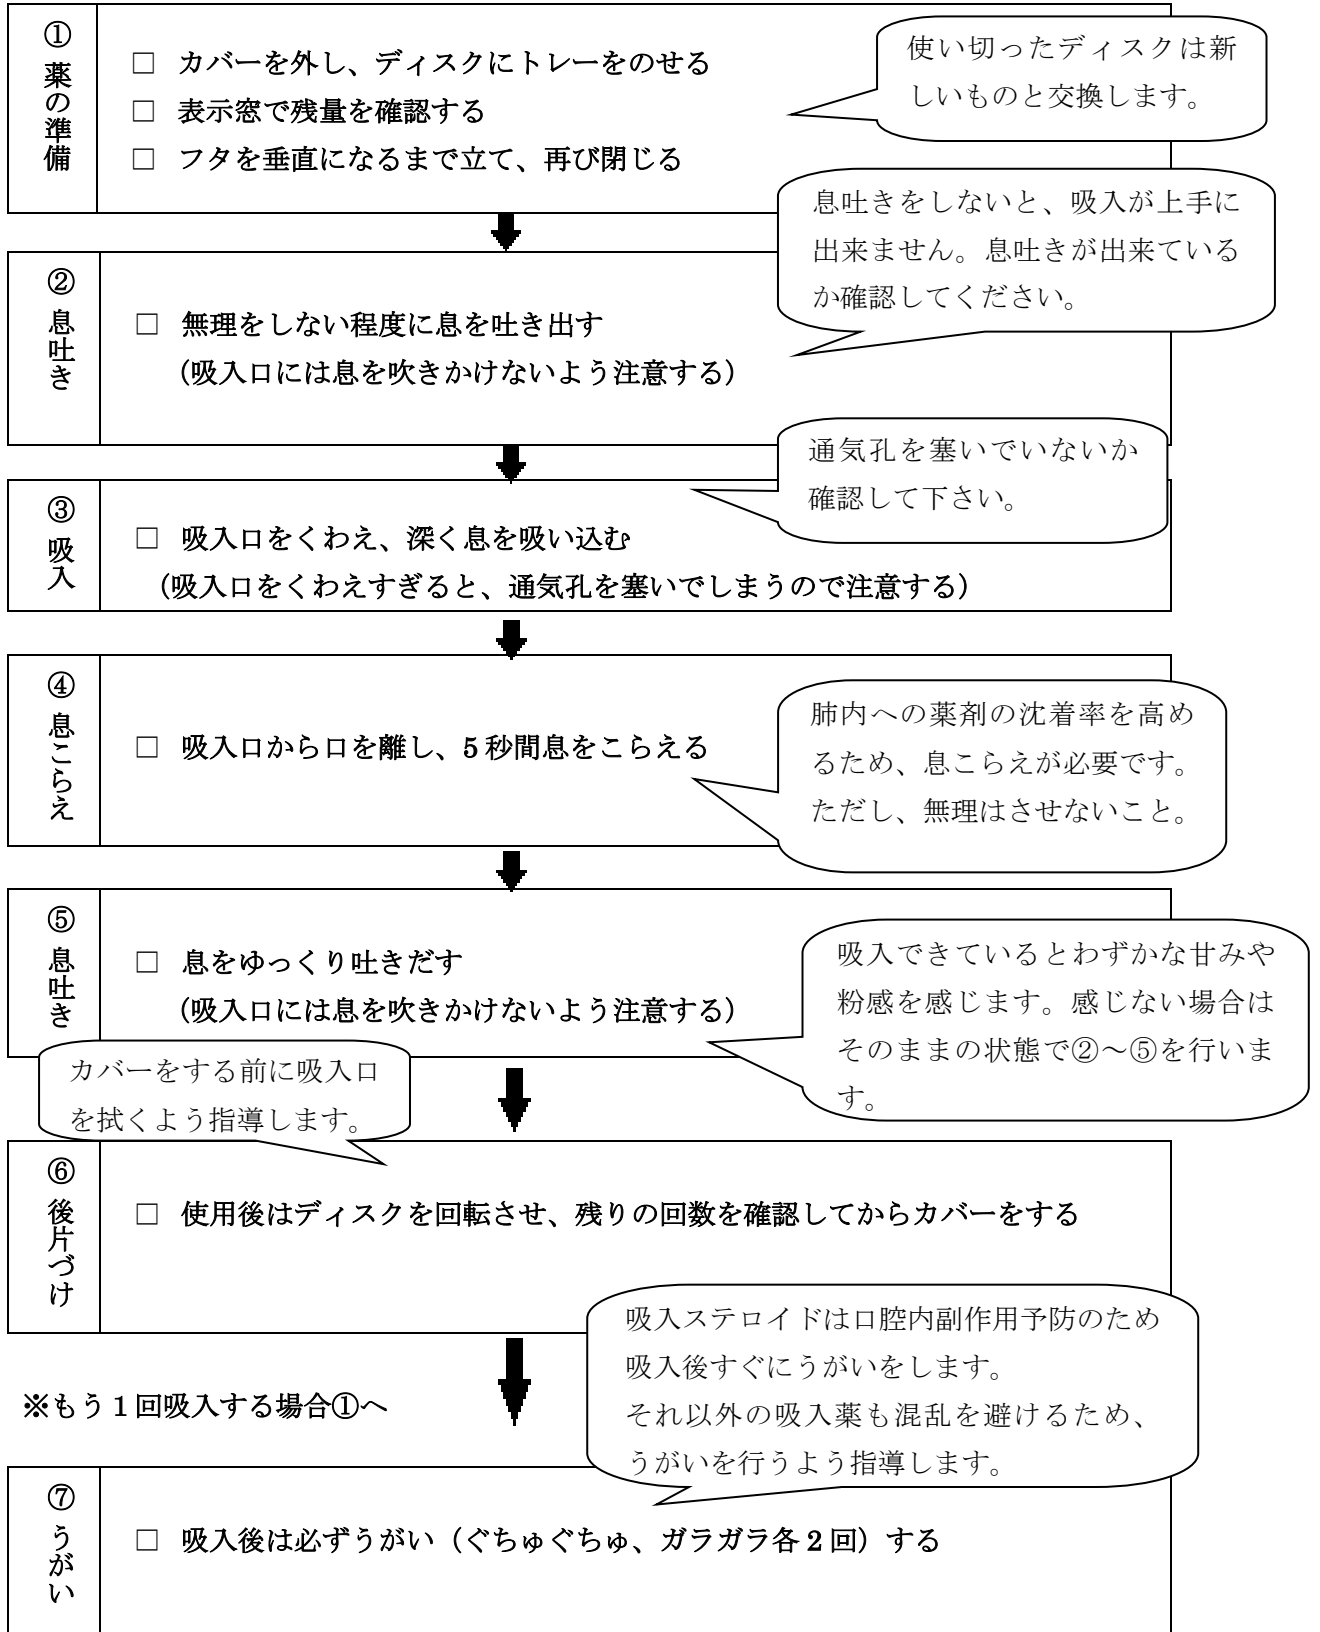 ① 薬の準備
□ カバーを外し、ディスクにトレーをのせる
□ 表示窓で残量を確認する
□ フタを垂直になるまで立て、再び閉じる
使い切ったディスクは新
しいものと交換します。
② 息吐き
□ 無理をしない程度に息を吐き出す
（吸入口には息を吹きかけないよう注意する）
息吐きをしないと、吸入が上手に
出来ません。息吐きが出来ている
か確認してください。
③ 吸入
□ 吸入口をくわえ、深く息を吸い込む
（吸入口をくわえすぎると、通気孔を塞いでしまうので注意する）
通気孔を塞いでいないか
確認して下さい。
④ 息こらえ
□ 吸入口から口を離し、5 秒間息をこらえる
肺内への薬剤の沈着率を高め
るため、息こらえが必要です。
ただし、無理はさせないこと。
⑤ 息吐き
□ 息をゆっくり吐きだす
（吸入口には息を吹きかけないよう注意する）
吸入できているとわずかな甘みや
粉感を感じます。感じない場合は
そのままの状態で②～⑤を行いま
す。
カバーをする前に吸入口
を拭くよう指導します。
⑥ 後片づけ
□ 使用後はディスクを回転させ、残りの回数を確認してからカバーをする
※もう１回吸入する場合①へ
吸入ステロイドは口腔内副作用予防のため
吸入後すぐにうがいをします。
それ以外の吸入薬も混乱を避けるため、
うがいを行うよう指導します。
⑦ うがい
□ 吸入後は必ずうがい（ぐちゅぐちゅ、ガラガラ各 2 回）する